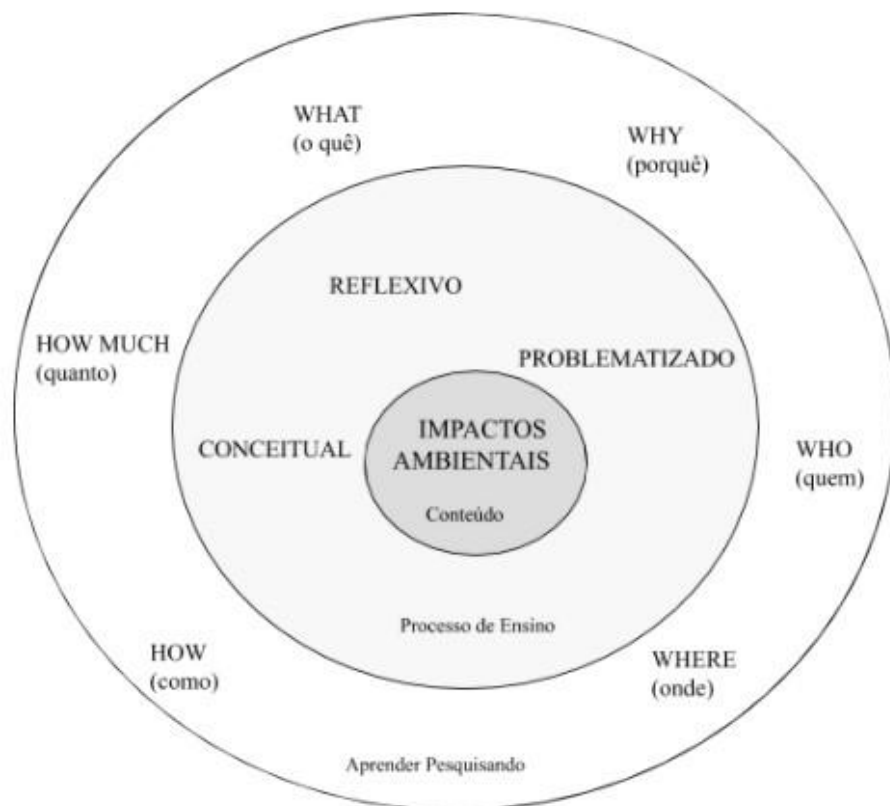 WHAT
(o quê)
WHY
(porquê)
REFLEXIVO
HOW MUCH
(quanto)
PROBLEMATIZADO
CONCEITUAL
IMPACTOS
AMBIENTAIS
Conteúdo
WHO
(quem)
Processo de Ensino
HOW
(como)
WHERE
(onde)
Aprender Pesquisando